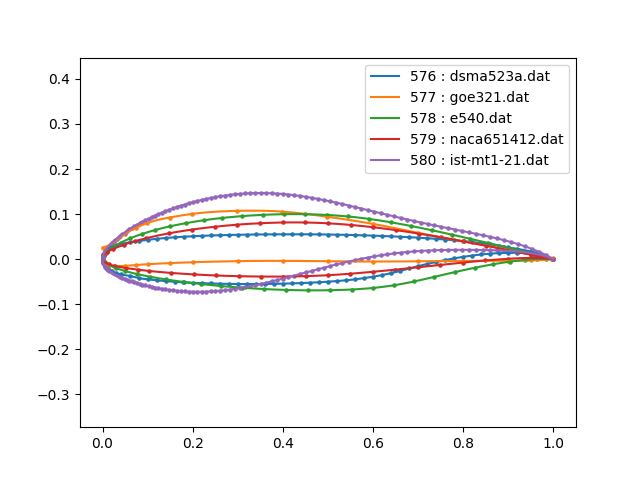 0.4
0.3
0.2
0.1
0.0
−0.1
−0.2
−0.3
0.0 0.2 0.4 0.6 0.8 1.0
576 : dsma523a.dat
577 : goe321.dat
578 : e540.dat
579 : naca651412.dat
580 : ist-mt1-21.dat